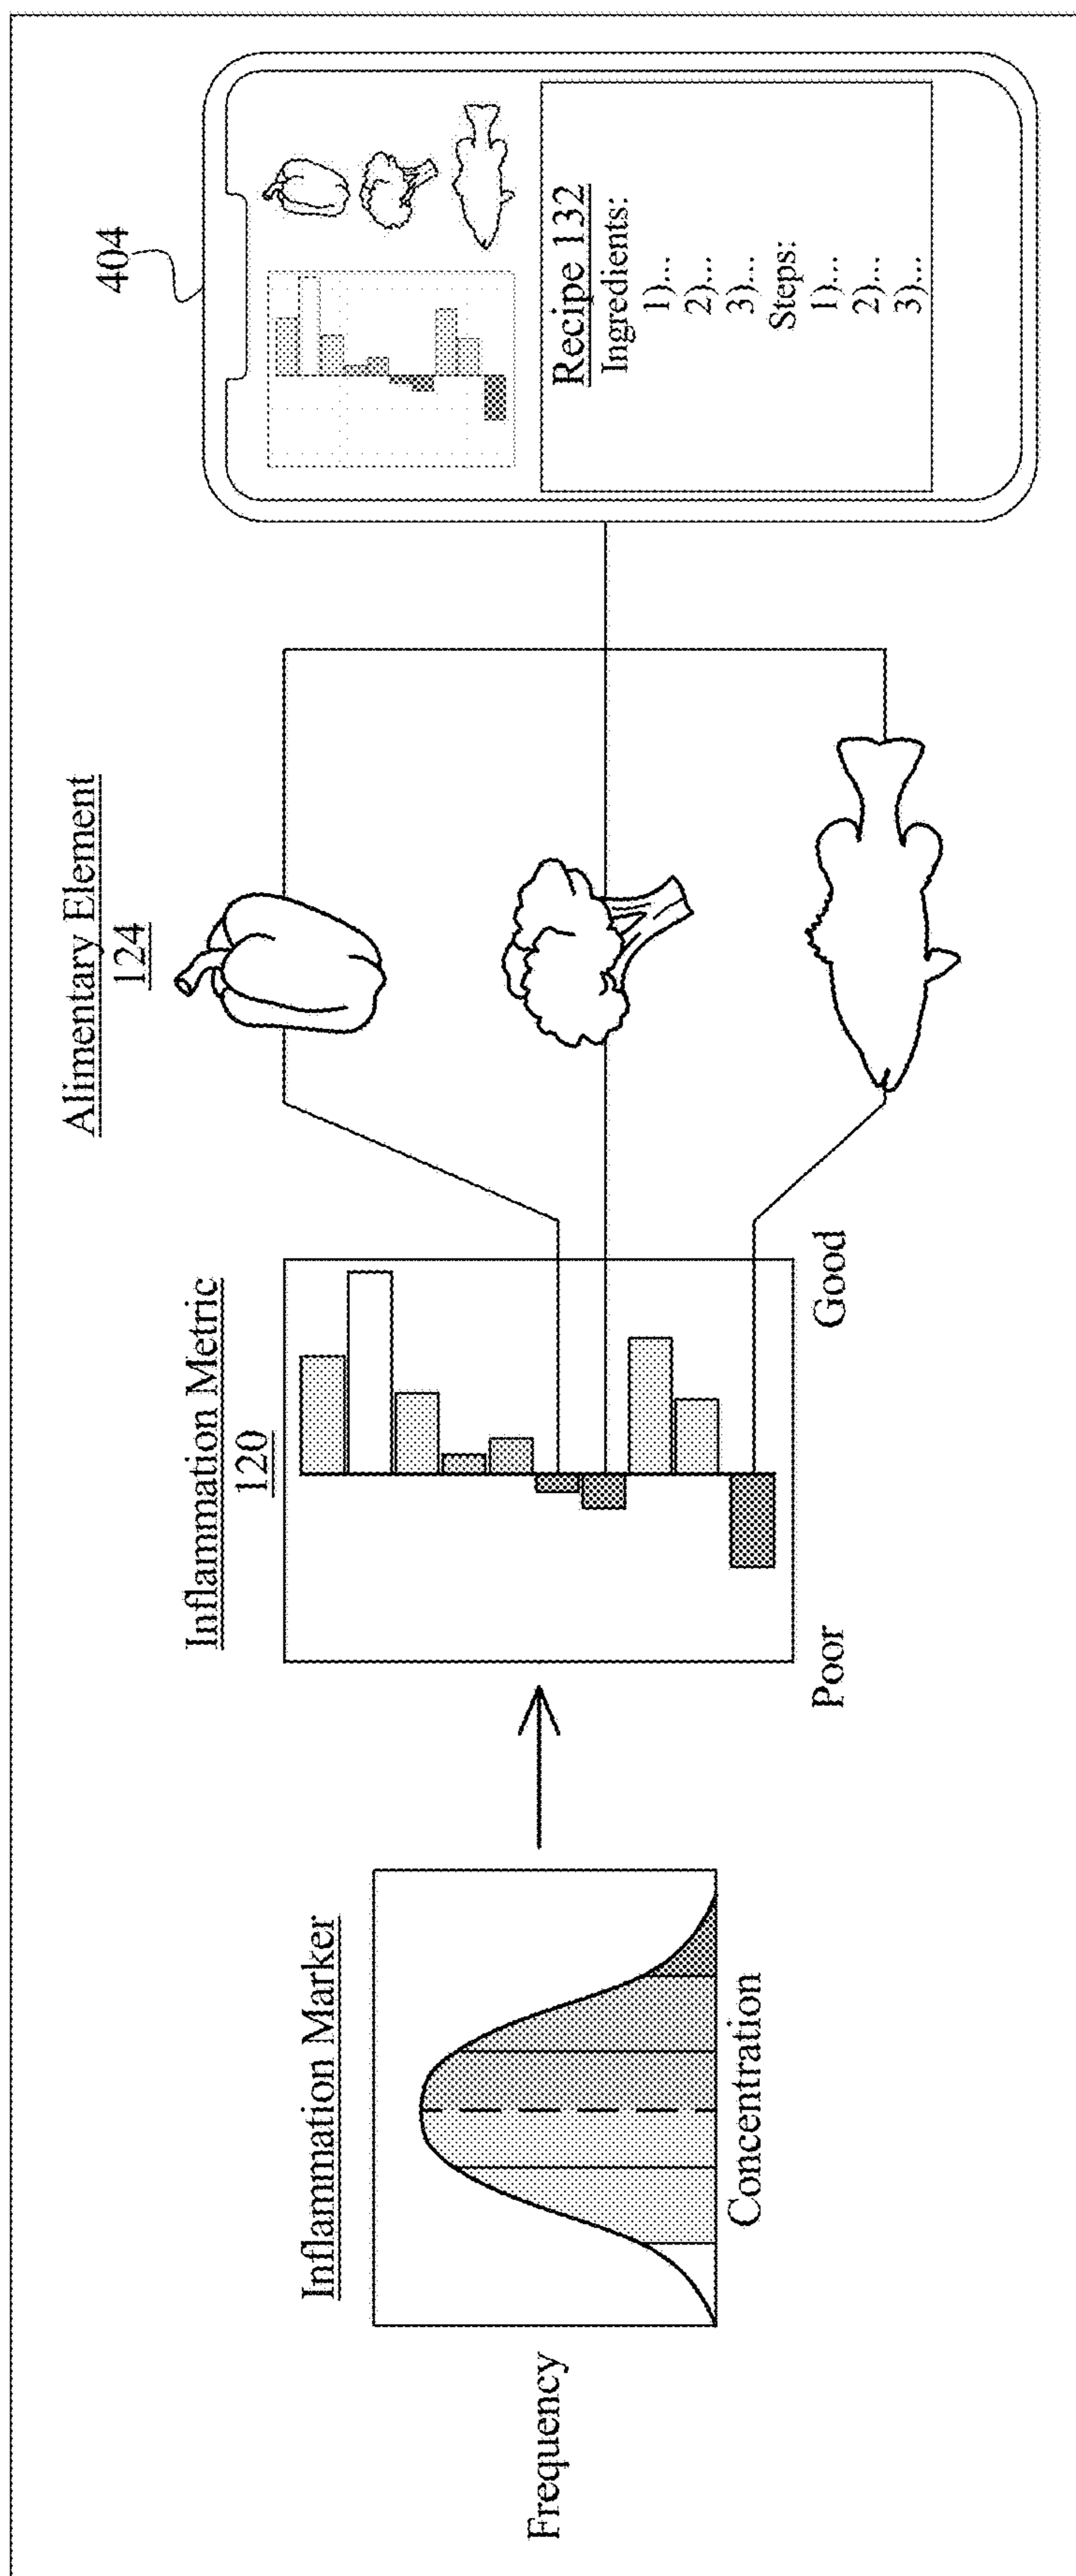 Inflammation Marker
Frequency
Concentration
Inflammation Metric
120
Poor
Good
Alimentary Element
124
404
Recipe 132
Ingredients:
1)...
2)...
3)...
Steps:
1)...
2)...
3)...